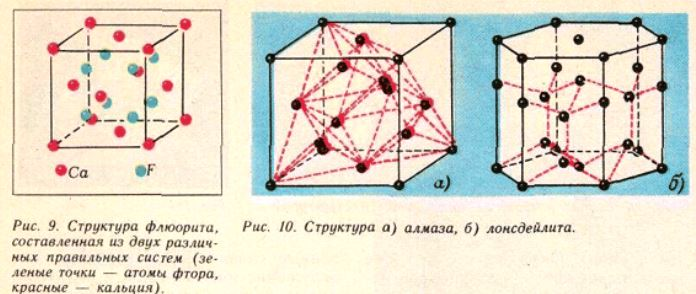 Ca F
Рис. 9. Структура флюорита,
составленная из двух различ-
ных правильных систем (зе-
леные точки — атомы фтора,
красные — кальция).
а) б)
Рис. 10. Структура а) алмаза, б) лонсдейлита.